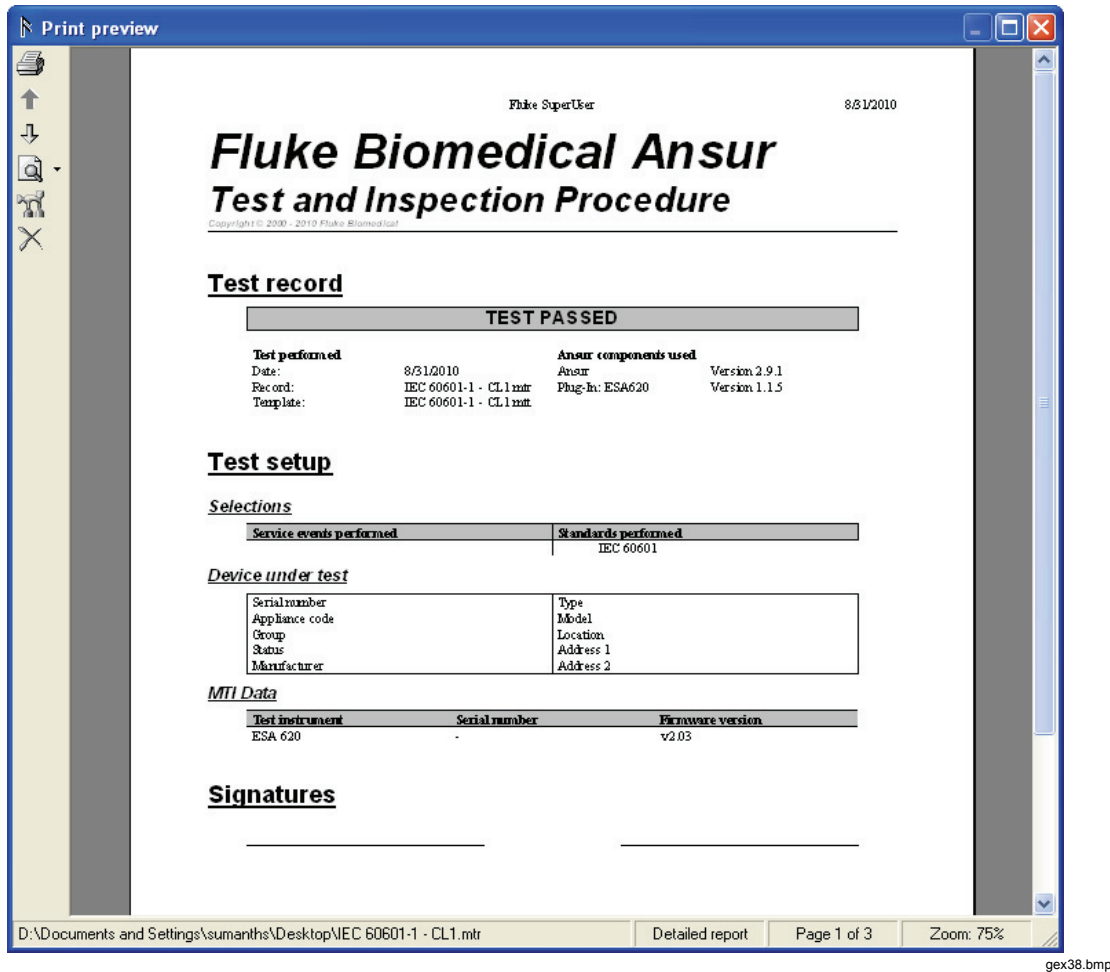 Print preview
Fluke SuperUser 8/31/2010
Fluke Biomedical Ansur
Test and Inspection Procedure
Copyright © 2000 - 2010 Fluke Biomedical
Test record
TEST PASSED
Test performed Ansur components used
Date: 8/31/2010 Ansur Version 2.9.1
Record: IEC 60601-1 - CL1.mtr Plug-In: ESA620 Version 1.1.5
Template: IEC 60601-1 - CL1.mtt
Test setup
Selections
Service events performed Standards performed
IEC 60601
Device under test
Serial number Type
Appliance code Model
Group Location
Status Address 1
Manufacturer Address 2
MTI Data
Test instrument Serial number Firmware version
ESA 620 - v2.03
Signatures
D:\Documents and Settings\sumanths\Desktop\IEC 60601-1 - CL1.mtr Detailed report Page 1 of 3 Zoom: 75%
gex38.bmp